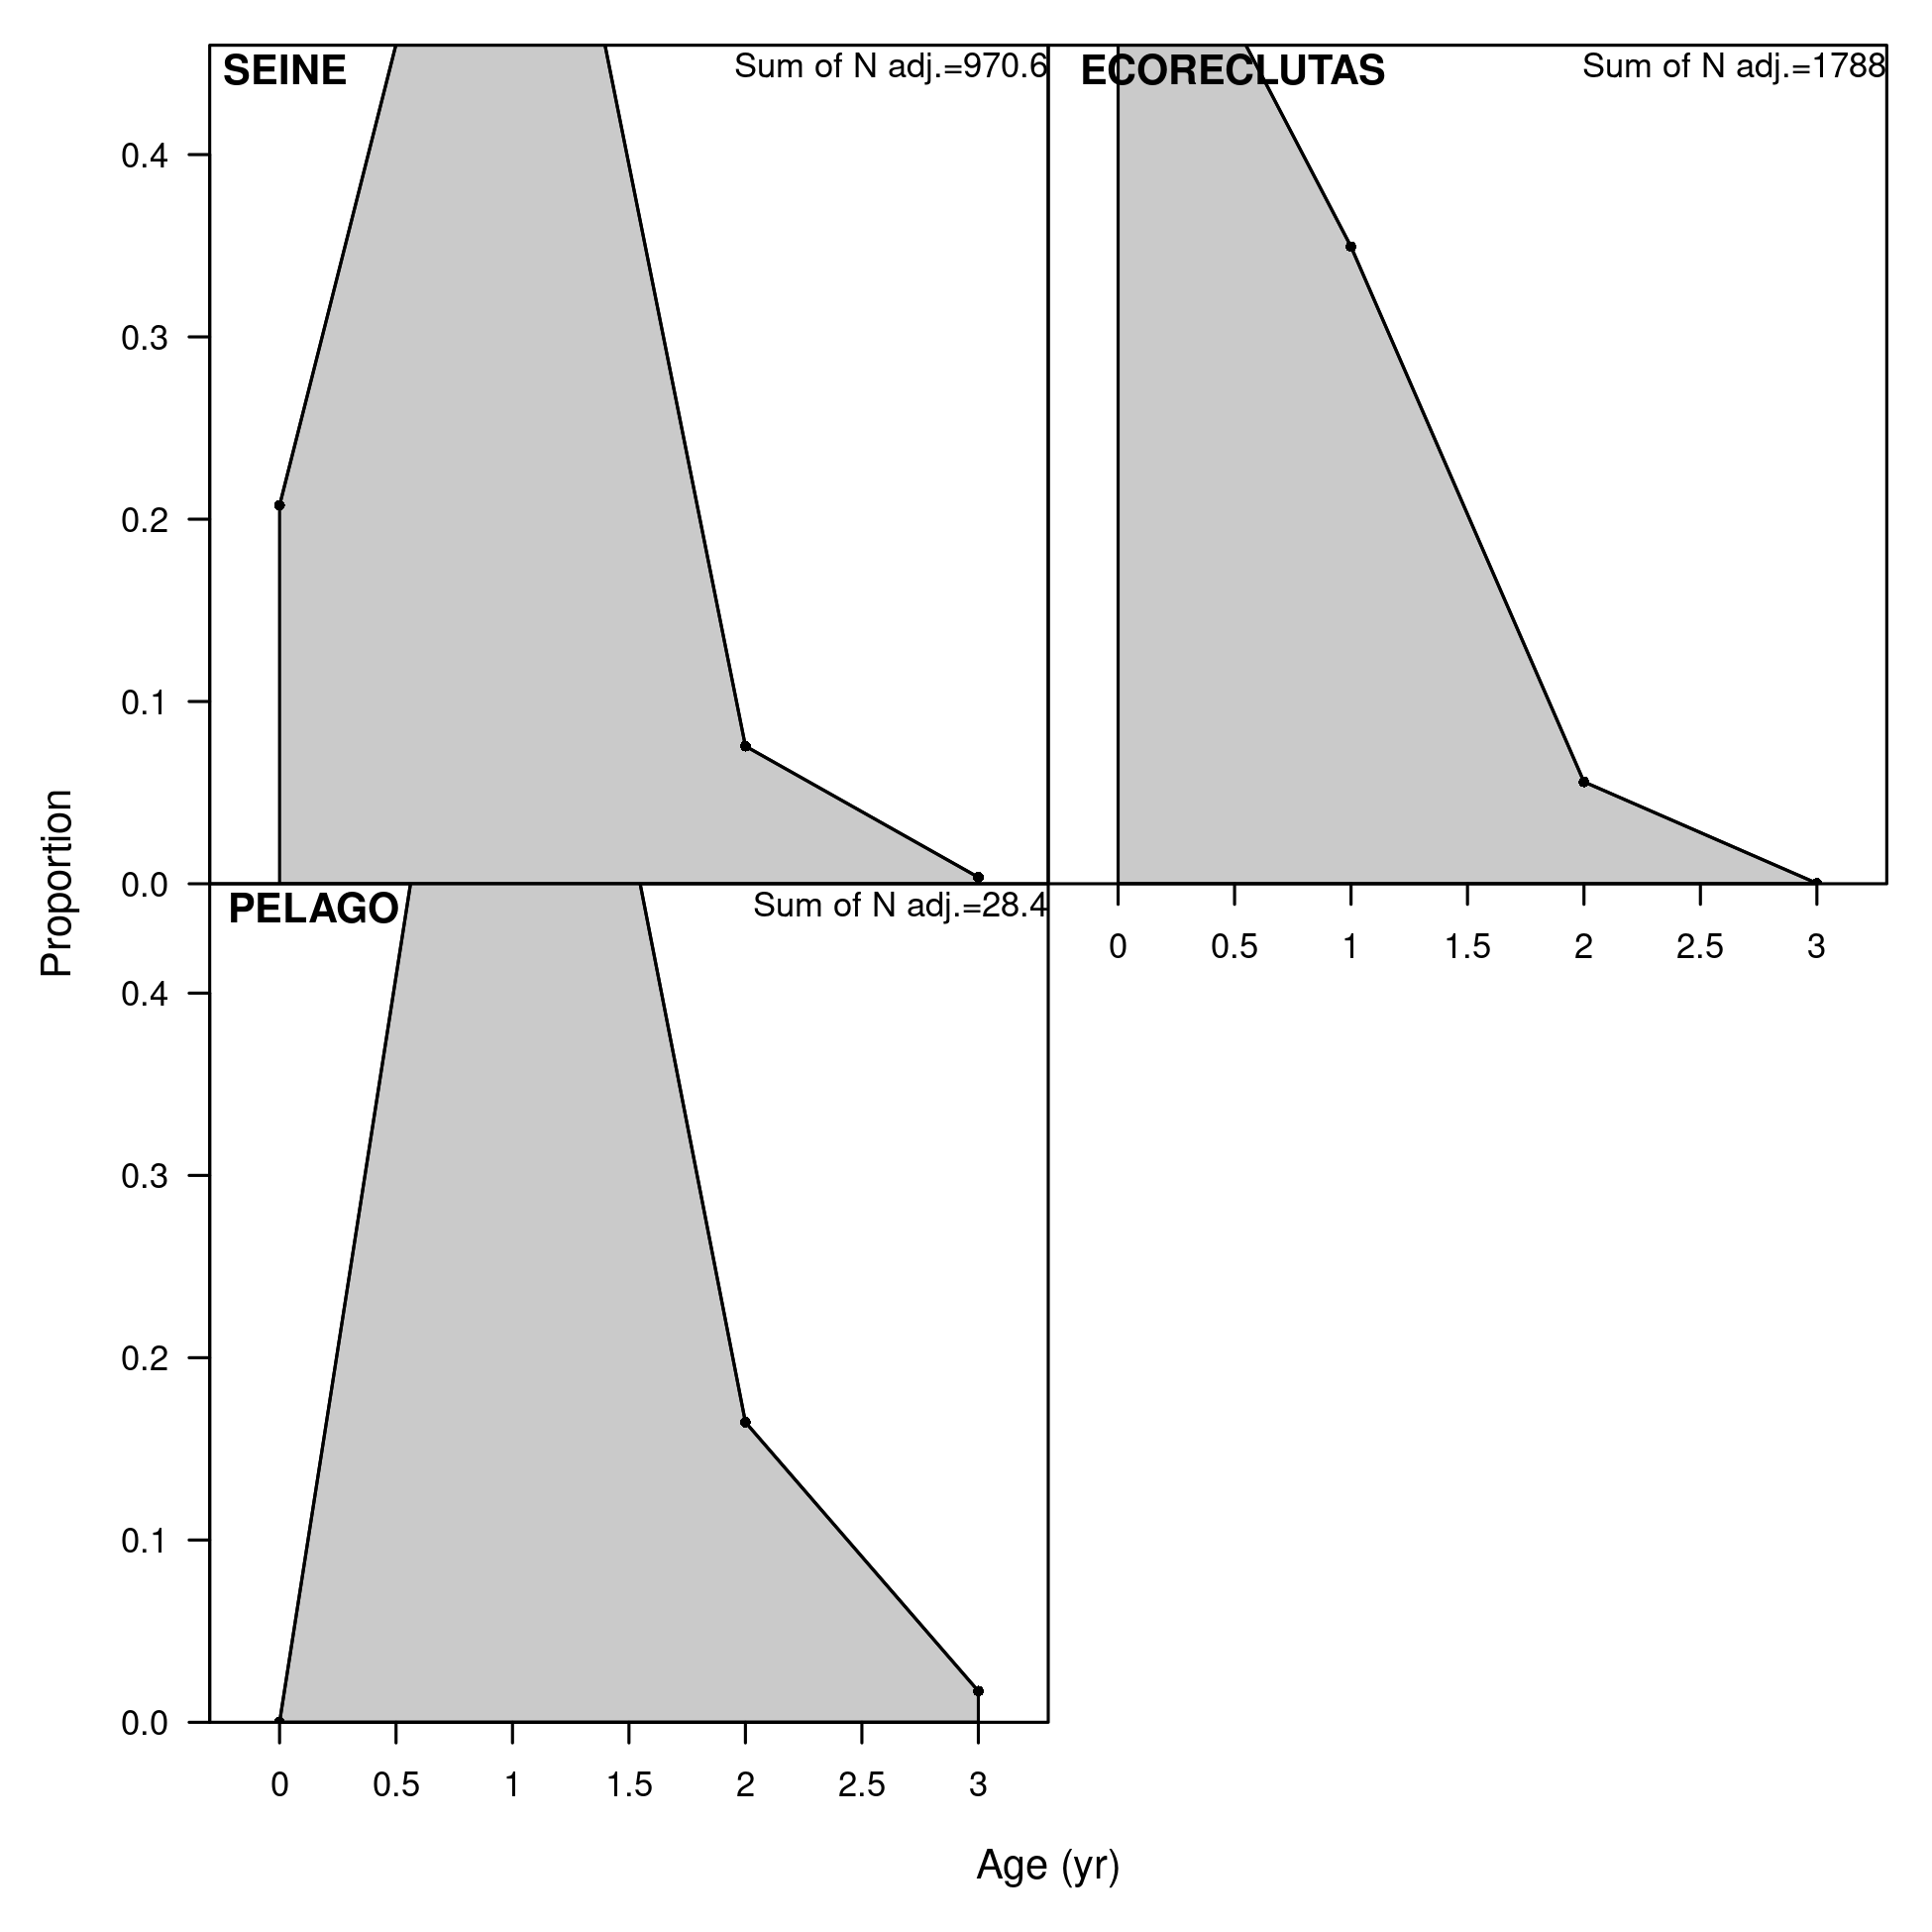 SEINE
Sum of N adj.=970.6
ECORECLUTAS
Sum of N adj.=1788
0.4
0.3
0.2
0.1
0.0
0 0.5 1 1.5 2 2.5 3
PELAGO
Sum of N adj.=28.4
0.4
0.3
0.2
0.1
0.0
0 0.5 1 1.5 2 2.5 3
Proportion
Age (yr)